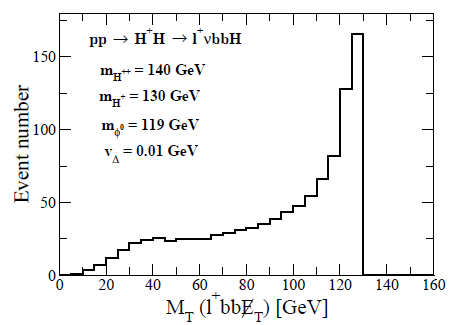 pp → H⁺H → l⁺νbbH
m_H⁺⁺ = 140 GeV
m_H⁺ = 130 GeV
m_ϕ⁰ = 119 GeV
v_Δ = 0.01 GeV
Event number
150
100
50
0
0 20 40 60 80 100 120 140 160
M_T (l⁺bbE̸_T) [GeV]